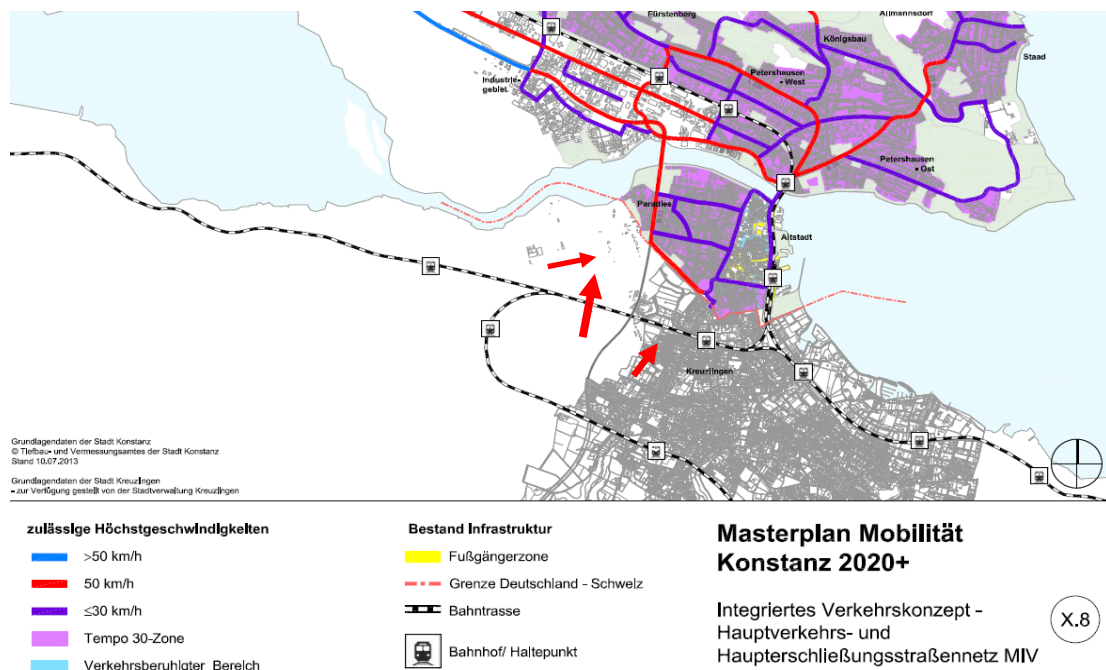 Fürstenberg
Allmannsdorf
Königsbau
Staad
Petershausen
- West
Industrie-
gebiet
Petershausen
- Ost
Paradies
Altstadt
Kreuzlingen
Grundlagendaten der Stadt Konstanz
© Tiefbau- und Vermessungsamtes der Stadt Konstanz
Stand 10.07.2013
Grundlagendaten der Stadt Kreuzlingen
- zur Verfügung gestellt von der Stadtverwaltung Kreuzlingen
zulässige Höchstgeschwindigkeiten
>50 km/h
50 km/h
≤30 km/h
Tempo 30-Zone
Verkehrsberuhigter Bereich
Bestand Infrastruktur
Fußgängerzone
Grenze Deutschland - Schweiz
Bahntrasse
Bahnhof/ Haltepunkt
Masterplan Mobilität
Konstanz 2020+
Integriertes Verkehrskonzept -
Hauptverkehrs- und
Haupterschließungsstraßennetz MIV
X.8